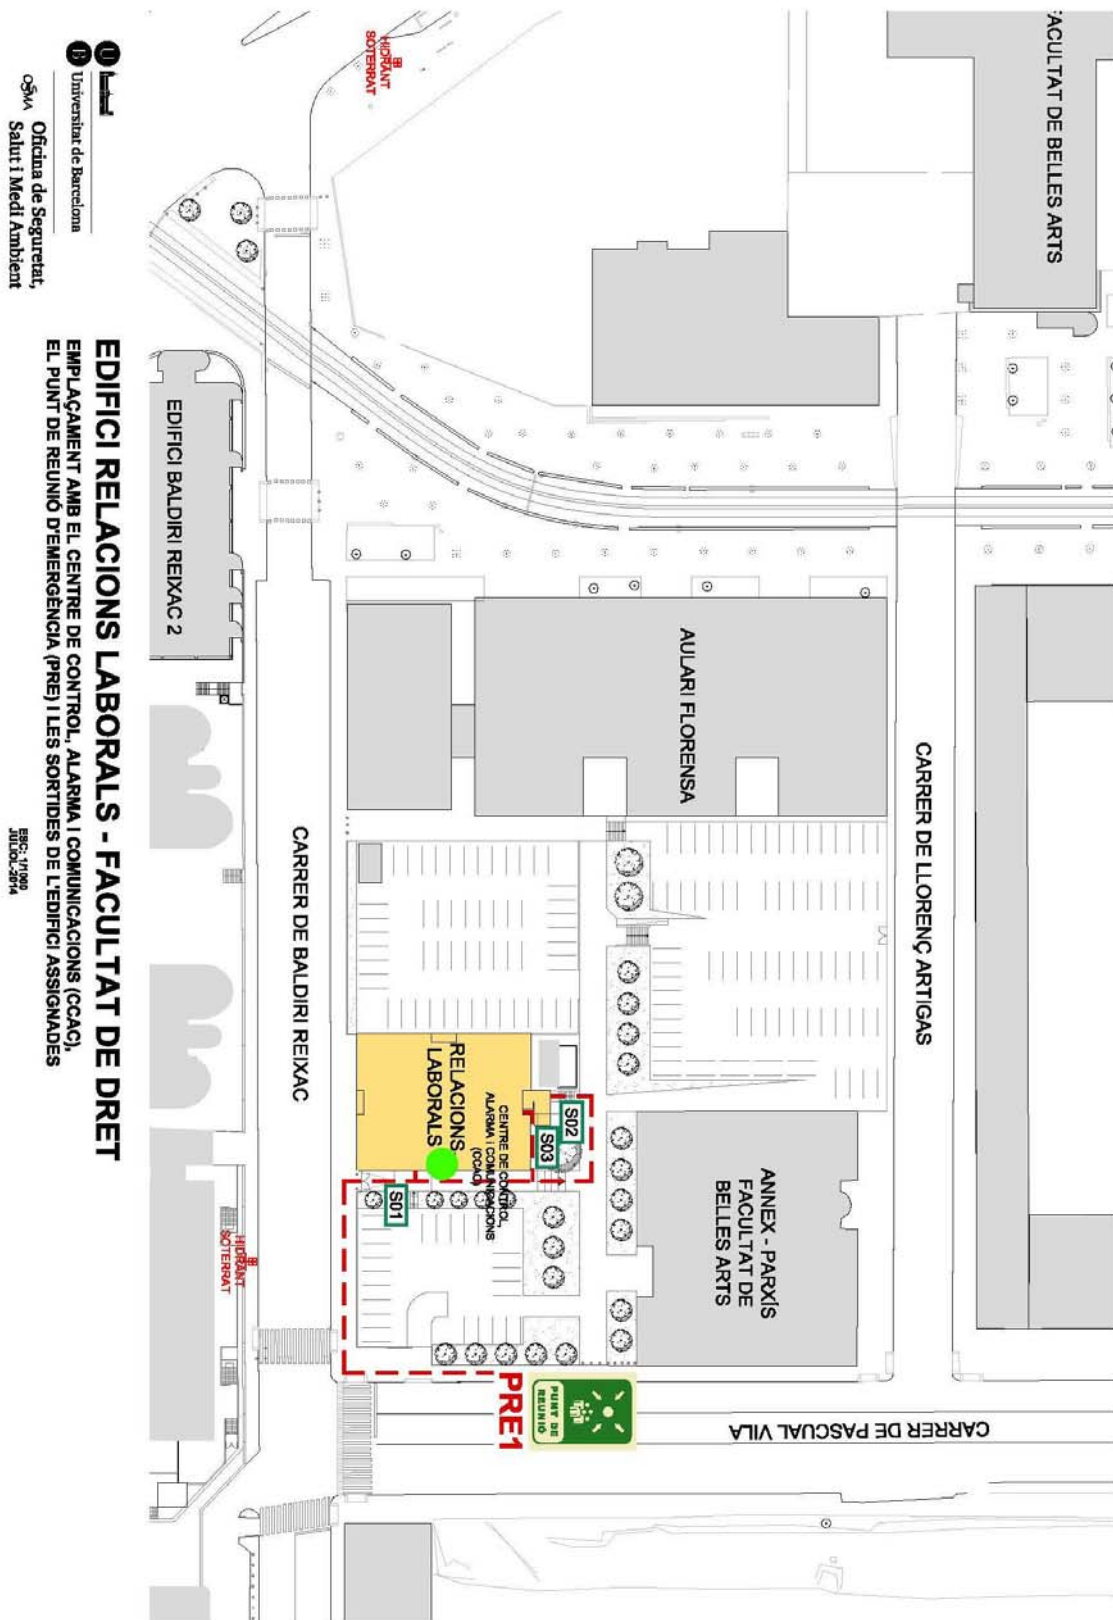 Universitat de Barcelona
OSSMA Oficina de Seguretat,
Salut i Medi Ambient
EDIFICI RELACIONS LABORALS - FACULTAT DE DRET
EMPLAÇAMENT AMB EL CENTRE DE CONTROL, ALARMA I COMUNICACIONS (CCAC),
EL PUNT DE REUNIÓ D'EMERGÈNCIA (PRE) I LES SORTIDES DE L'EDIFICI ASSIGNADES
ESC: 1/1000
JULIOL-2014
HIDRANT
SOTERRAT
FACULTAT DE BELLES ARTS
EDIFICI BALDIRI REIXAC 2
AULARI FLORENSA
CARRER DE LLORENÇ ARTIGAS
CARRER DE BALDIRI REIXAC
RELACIONS
LABORALS
CENTRE DE CONTROL,
ALARMA I COMUNICACIONS
(CCAC)
S02
S03
S01
ANNEX - PARXÍS
FACULTAT DE
BELLES ARTS
HIDRANT
SOTERRAT
PRE1
PUNT DE
REUNIÓ
CARRER DE PASCUAL VILA